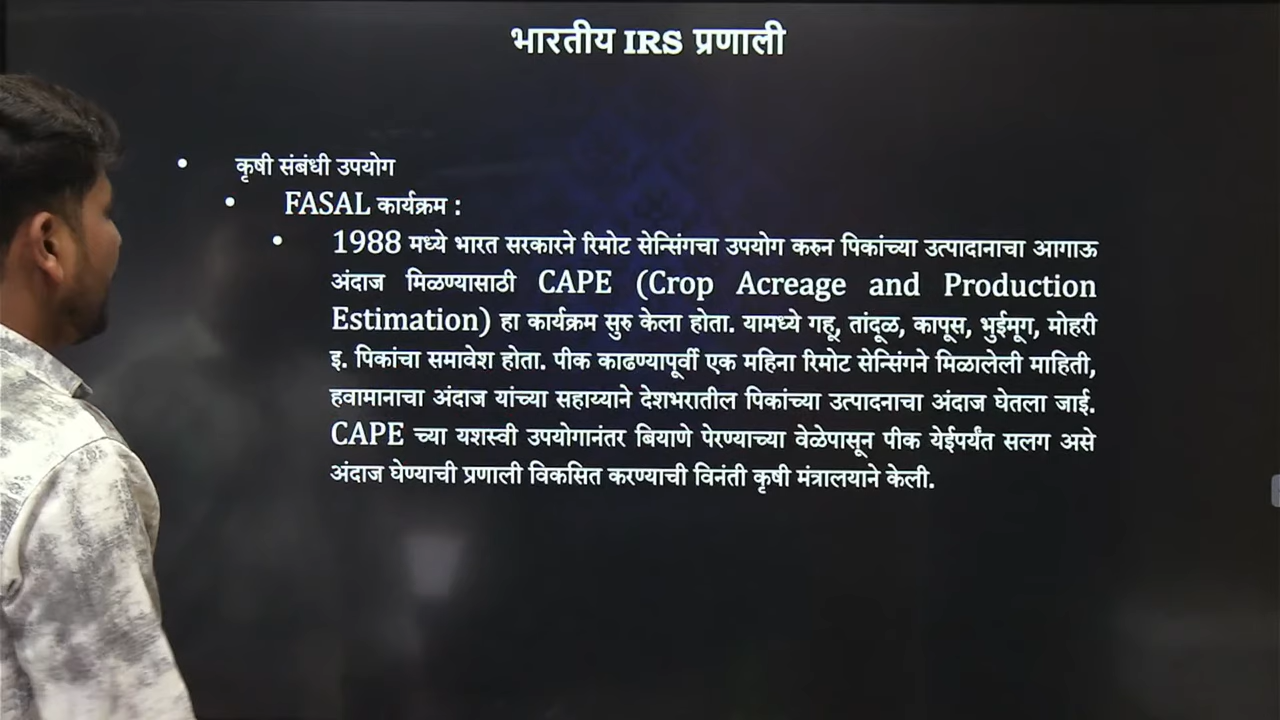 भारतीय IRS प्रणाली
• कृषी संबंधी उपयोग
• FASAL कार्यक्रम :
• 1988 मध्ये भारत सरकारने रिमोट सेन्सिंगचा उपयोग करुन पिकांच्या उत्पादानाचा आगाऊ
अंदाज मिळण्यासाठी CAPE (Crop Acreage and Production
Estimation) हा कार्यक्रम सुरु केला होता. यामध्ये गहू, तांदूळ, कापूस, भुईमूग, मोहरी
इ. पिकांचा समावेश होता. पीक काढण्यापूर्वी एक महिना रिमोट सेन्सिंगने मिळालेली माहिती,
हवामानाचा अंदाज यांच्या सहाय्याने देशभरातील पिकांच्या उत्पादनाचा अंदाज घेतला जाई.
CAPE च्या यशस्वी उपयोगानंतर बियाणे पेरण्याच्या वेळेपासून पीक येईपर्यंत सलग असे
अंदाज घेण्याची प्रणाली विकसित करण्याची विनंती कृषी मंत्रालयाने केली.